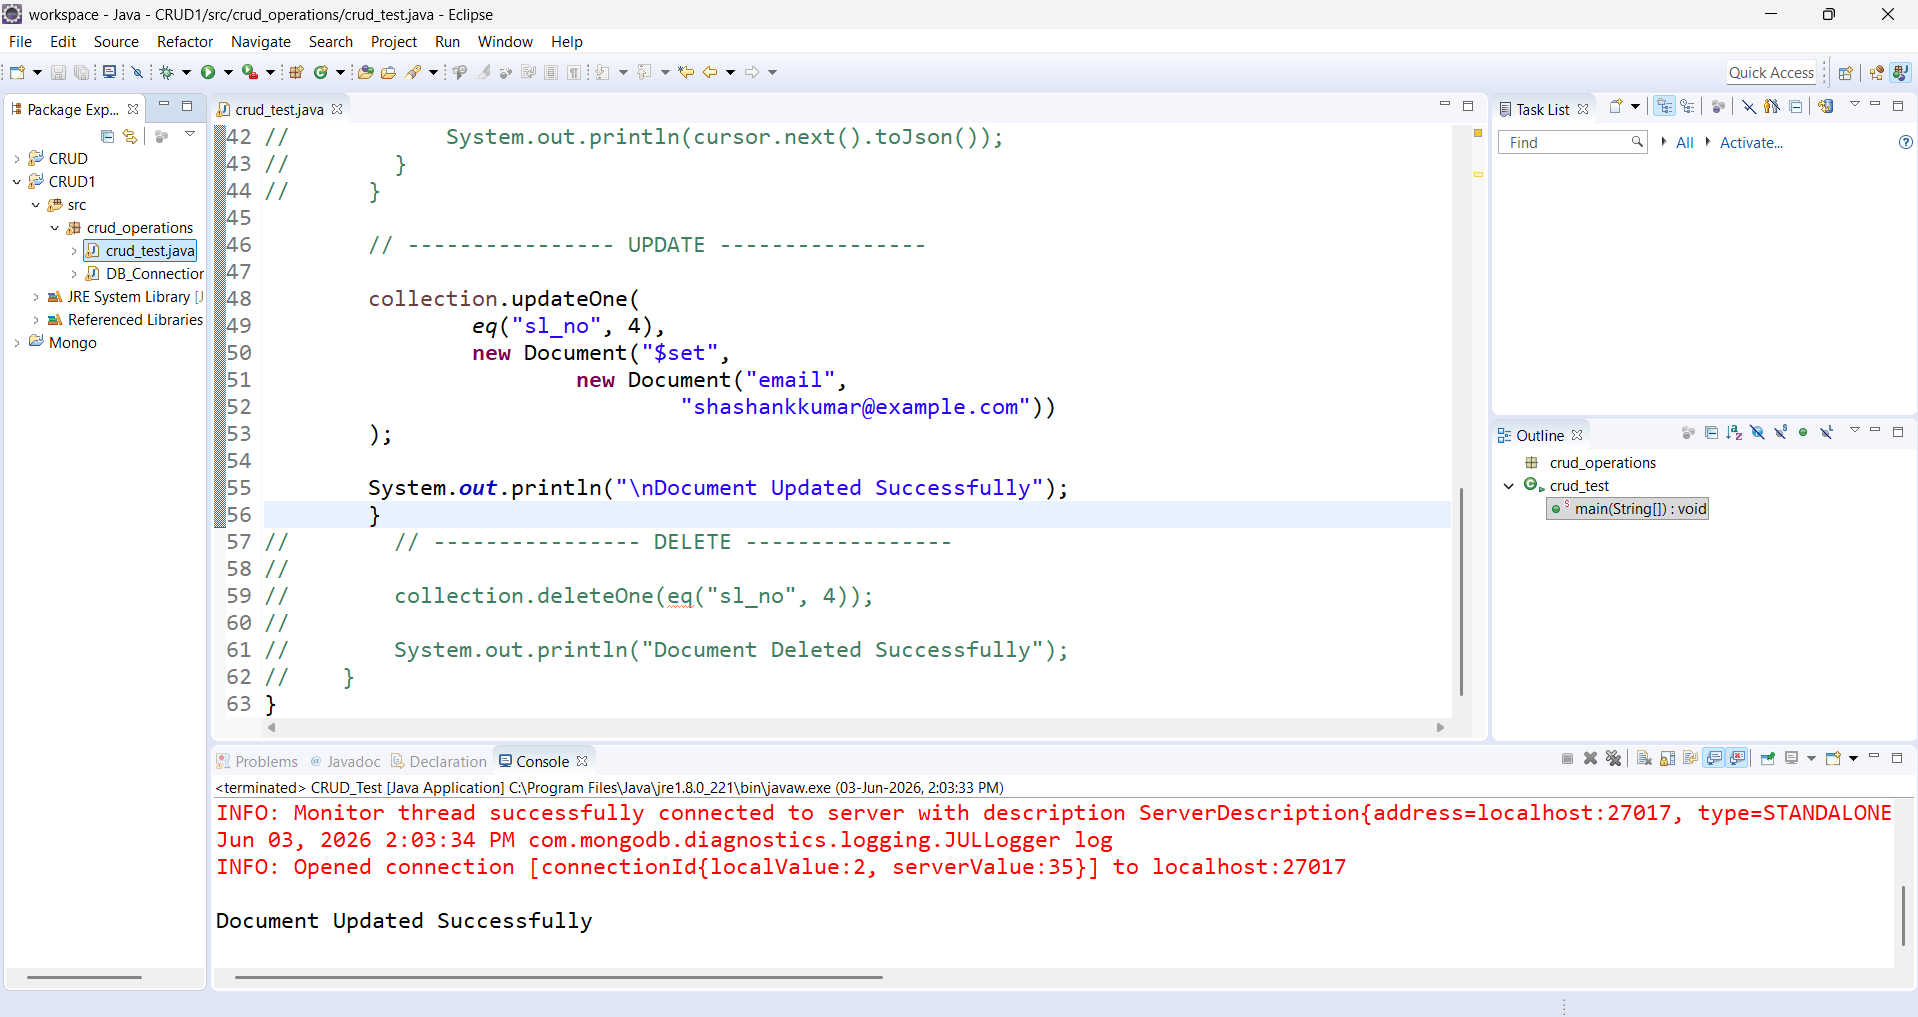 workspace - Java - CRUD1/src/crud_operations/crud_test.java - Eclipse
File Edit Source Refactor Navigate Search Project Run Window Help
Quick Access
Package Exp...
CRUD
CRUD1
src
crud_operations
crud_test.java
DB_Connection
JRE System Library [J
Referenced Libraries
Mongo
crud_test.java
42 // System.out.println(cursor.next().toJson());
43 // }
44 // }
45
46 // ---------------- UPDATE ----------------
47
48 collection.updateOne(
49 eq("sl_no", 4),
50 new Document("$set",
51 new Document("email",
52 "shashankkumar@example.com"))
53 );
54
55 System.out.println("\nDocument Updated Successfully");
56 }
57 // // ---------------- DELETE ----------------
58 //
59 // collection.deleteOne(eq("sl_no", 4));
60 //
61 // System.out.println("Document Deleted Successfully");
62 // }
63 }
Task List
Find
All
Activate...
Outline
crud_operations
crud_test
main(String[]) : void
Problems @ Javadoc Declaration Console
<terminated> CRUD_Test [Java Application] C:\Program Files\Java\jre1.8.0_221\bin\javaw.exe (03-Jun-2026, 2:03:33 PM)
INFO: Monitor thread successfully connected to server with description ServerDescription{address=localhost:27017, type=STANDALONE
Jun 03, 2026 2:03:34 PM com.mongodb.diagnostics.logging.JULLogger log
INFO: Opened connection [connectionId{localValue:2, serverValue:35}] to localhost:27017
Document Updated Successfully